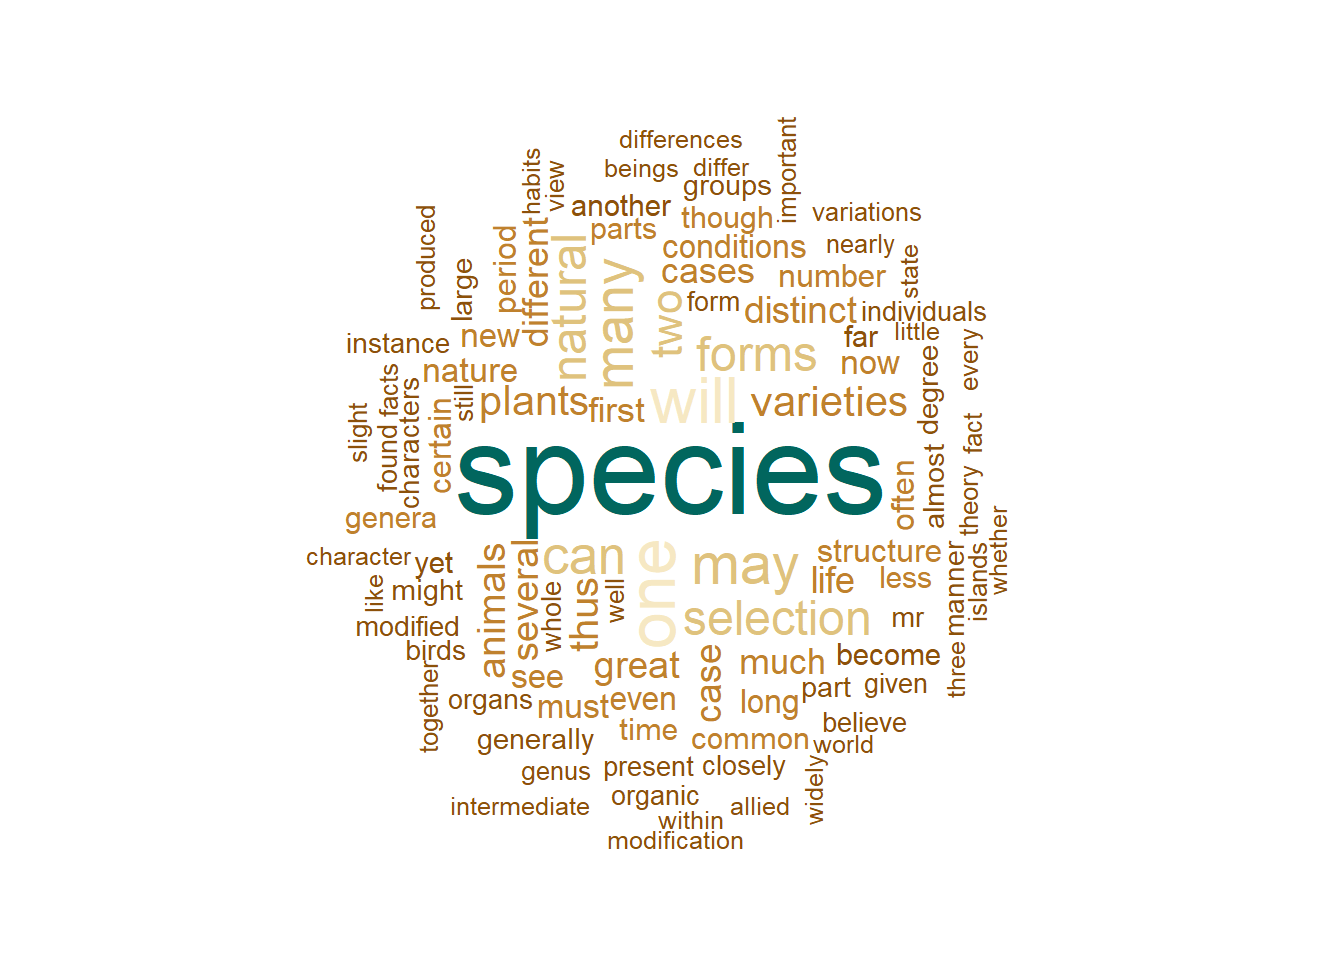 differences
important
beings
differ
habits
view
groups
another
though
parts
variations
produced
period
different
natural
many
conditions
nearly
large
cases
number
state
two
form
distinct
individuals
instance
new
forms
far
little
every
nature
now
facts
found
slight
characters
certain
still
plants
first
will
varieties
degree
fact
species
often
almost
theory
whether
genera
character
yet
animals
several
can
one
may
structure
manner
islands
like
might
whole
thus
well
life
less
modified
selection
mr
birds
together
see
great
case
much
become
three
organs
must
even
long
part
given
generally
time
common
believe
world
genus
present
closely
widely
intermediate
organic
within
allied
modification